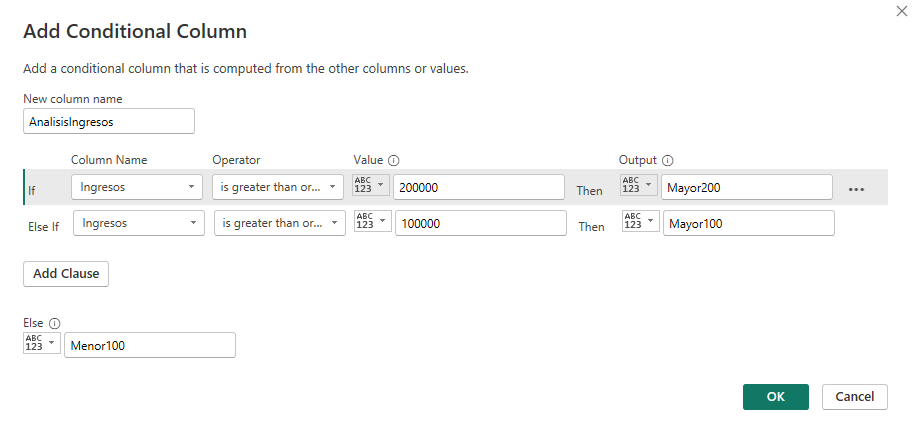 Add Conditional Column
Add a conditional column that is computed from the other columns or values.
New column name
AnalisisIngresos
Column Name Operator Value Output
If Ingresos is greater than or... ABC 123 200000 Then ABC 123 Mayor200 ...
Else If Ingresos is greater than or... ABC 123 100000 Then ABC 123 Mayor100
Add Clause
Else
ABC 123 Menor100
OK Cancel